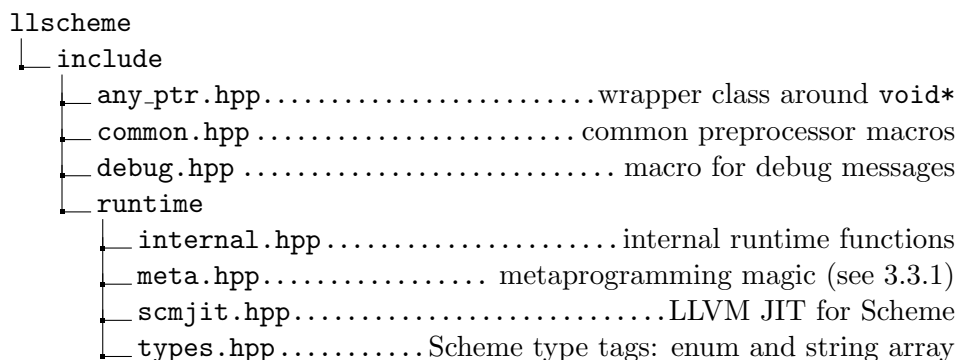 llscheme
include
any_ptr.hpp.........................wrapper class around void*
common.hpp ........................ common preprocessor macros
debug.hpp ............................ macro for debug messages
runtime
internal.hpp......................internal runtime functions
meta.hpp................. metaprogramming magic (see 3.3.1)
scmjit.hpp............................LLVM JIT for Scheme
types.hpp...........Scheme type tags: enum and string array